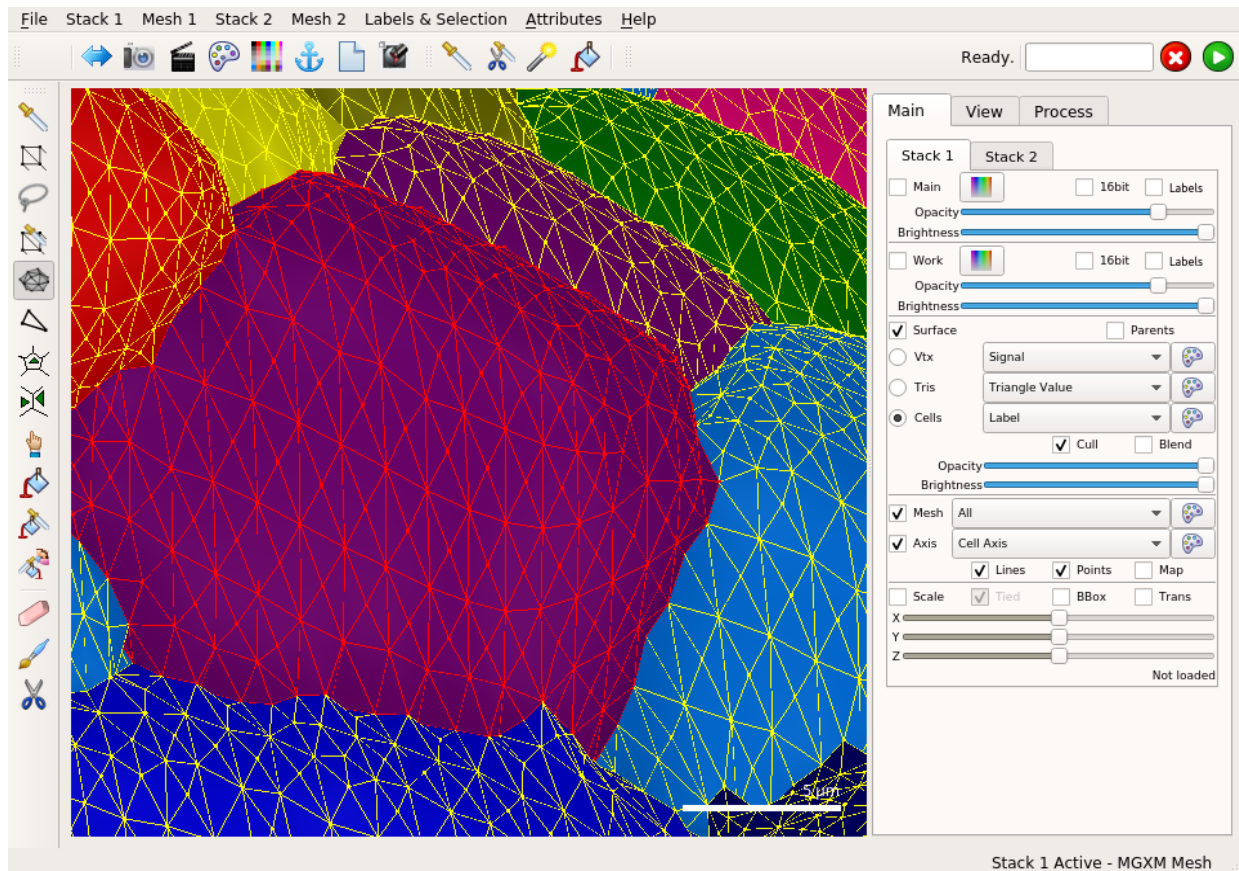 File Stack 1 Mesh 1 Stack 2 Mesh 2 Labels & Selection Attributes Help
Ready.
Main View Process
Stack 1 Stack 2
Main 16bit Labels
Opacity
Brightness
Work 16bit Labels
Opacity
Brightness
Surface Parents
Vtx Signal
Tris Triangle Value
Cells Label
Cull Blend
Opacity
Brightness
Mesh All
Axis Cell Axis
Lines Points Map
Scale Tied BBox Trans
X
Y
Z
Not loaded
5 µm
Stack 1 Active - MGXM Mesh